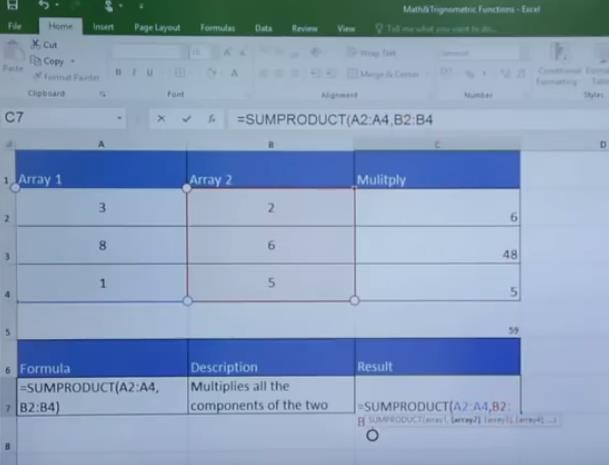 Math&Trignometric Functions - Excel
File Home Insert Page Layout Formulas Data Review View Tell me what you want to do...
Cut
Copy
Paste
Format Painter
Wrap Text
General
B I U
Merge & Center
Conditional
Formatting
Clipboard Font Alignment Number Styles
C7 =SUMPRODUCT(A2:A4,B2:B4
A B C D
1 Array 1 Array 2 Mulitply
2 3 2 6
3 8 6 48
4 1 5 5
5 59
6 Formula Description Result
=SUMPRODUCT(A2:A4, Multiplies all the
7 B2:B4) components of the two =SUMPRODUCT(A2:A4,B2:
SUMPRODUCT(array1, [array2], [array3], [array4], ...)
8